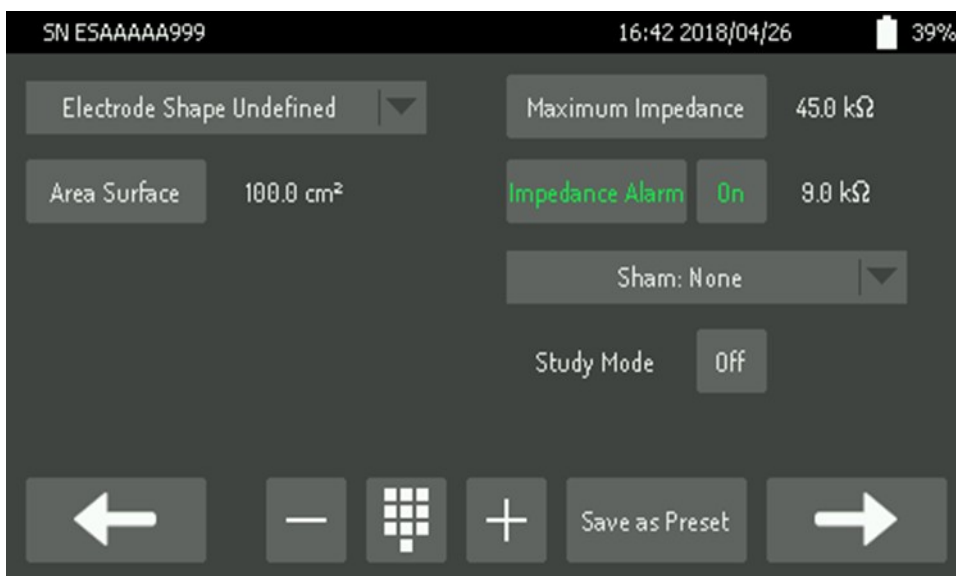 SN ESAAAAA999 16:42 2018/04/26 39%
Electrode Shape Undefined Maximum Impedance 45.0 kΩ
Area Surface 100.0 cm² Impedance Alarm On 9.0 kΩ
Sham: None
Study Mode Off
Save as Preset